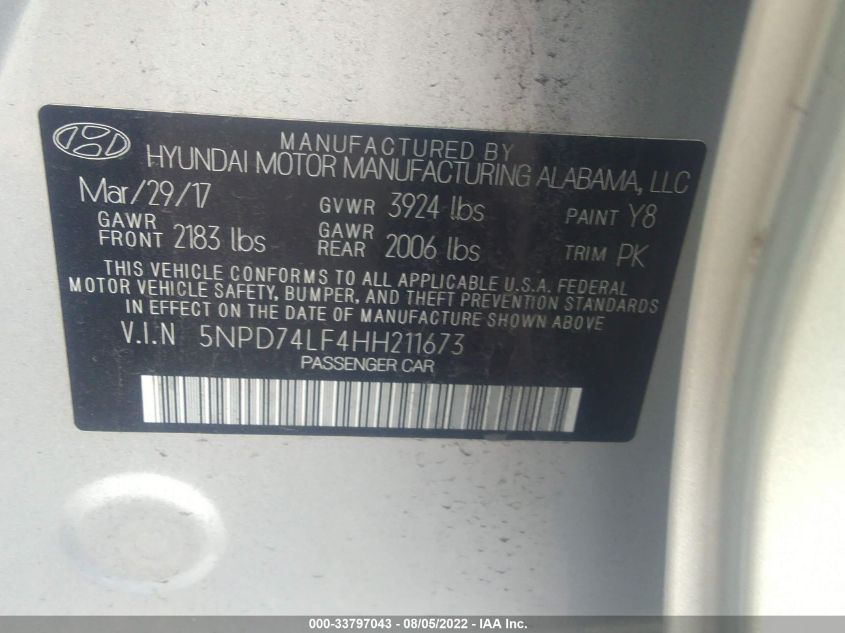 MANUFACTURED BY
HYUNDAI MOTOR MANUFACTURING ALABAMA, LLC
Mar/29/17 GVWR 3924 lbs PAINT Y8
GAWR FRONT 2183 lbs GAWR REAR 2006 lbs TRIM PK
THIS VEHICLE CONFORMS TO ALL APPLICABLE U.S.A. FEDERAL
MOTOR VEHICLE SAFETY, BUMPER, AND THEFT PREVENTION STANDARDS
IN EFFECT ON THE DATE OF MANUFACTURE SHOWN ABOVE
V.I.N 5NPD74LF4HH211673
PASSENGER CAR
000-33797043 - 08/05/2022 - IAA Inc.